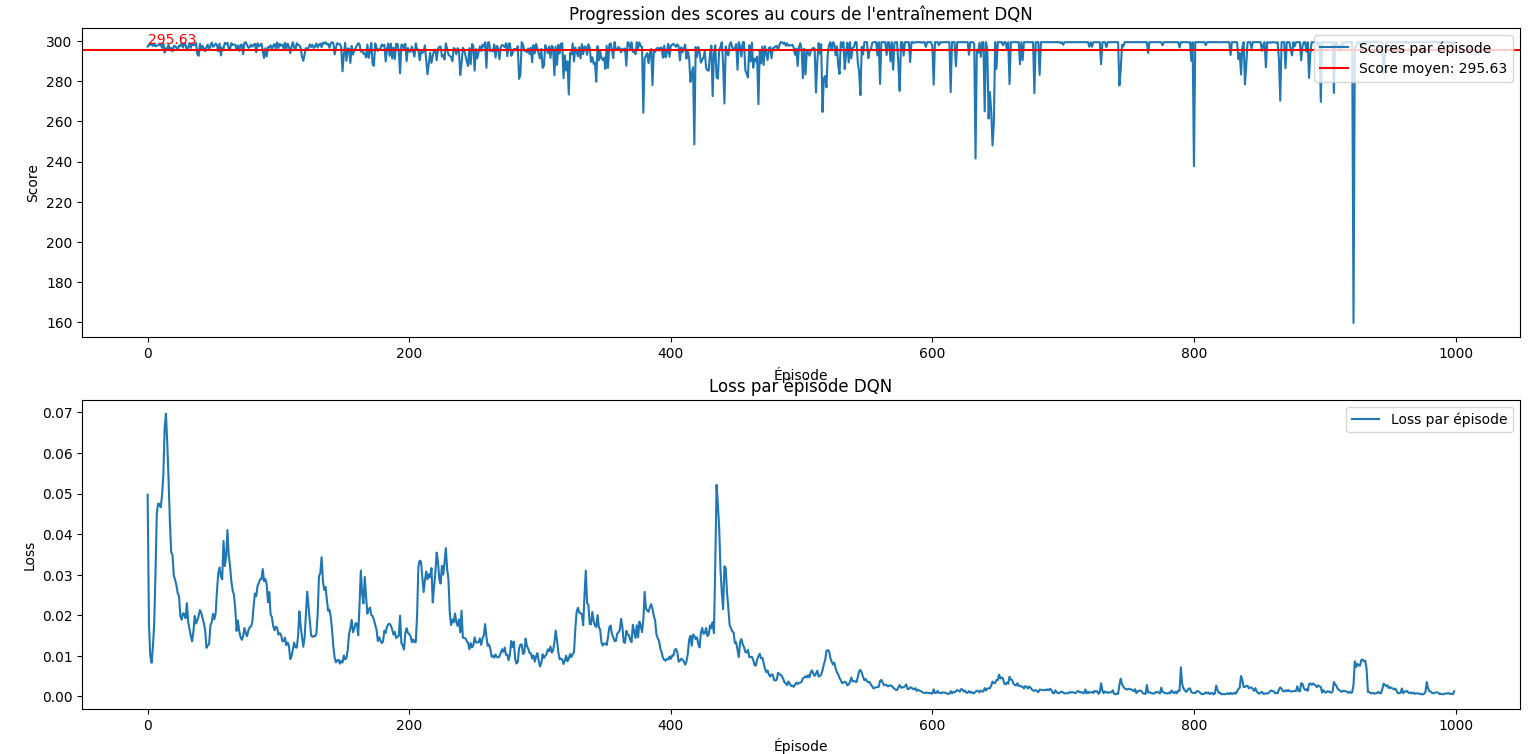 Progression des scores au cours de l'entraînement DQN
295.63
Scores par épisode
Score moyen: 295.63
Score
300
280
260
240
220
200
180
160
0 200 400 600 800 1000
Épisode
Loss par épisode DQN
Loss par épisode
Loss
0.07
0.06
0.05
0.04
0.03
0.02
0.01
0.00
0 200 400 600 800 1000
Épisode